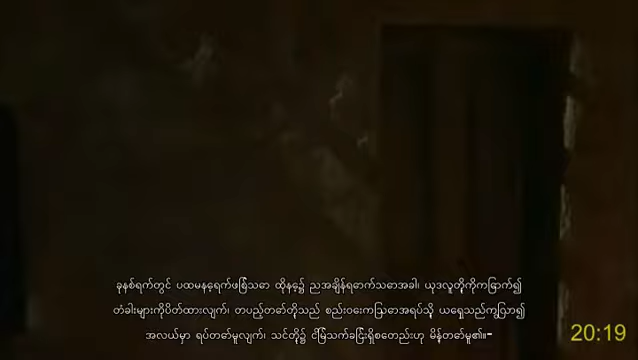 ခုနစ်ရက်တွင် ပထမနေ့ရက်ဖြစ်သော ထိုနေ့၌ ညအချိန်ရောက်သောအခါ၊ ယုဒလူတို့ကိုကြောက်၍
တံခါးများကိုပိတ်ထားလျက်၊ တပည့်တော်တို့သည် စည်းဝေးကြသောအရပ်သို့ ယရှေုသည်ကြွလာ၍
အလယ်မှာ ရပ်တော်မူလျက်၊ သင်တို့၌ ငြိမ်သက်ခြင်းရှိစေတည်းဟု မိန့်တော်မူ၏။-
20:19